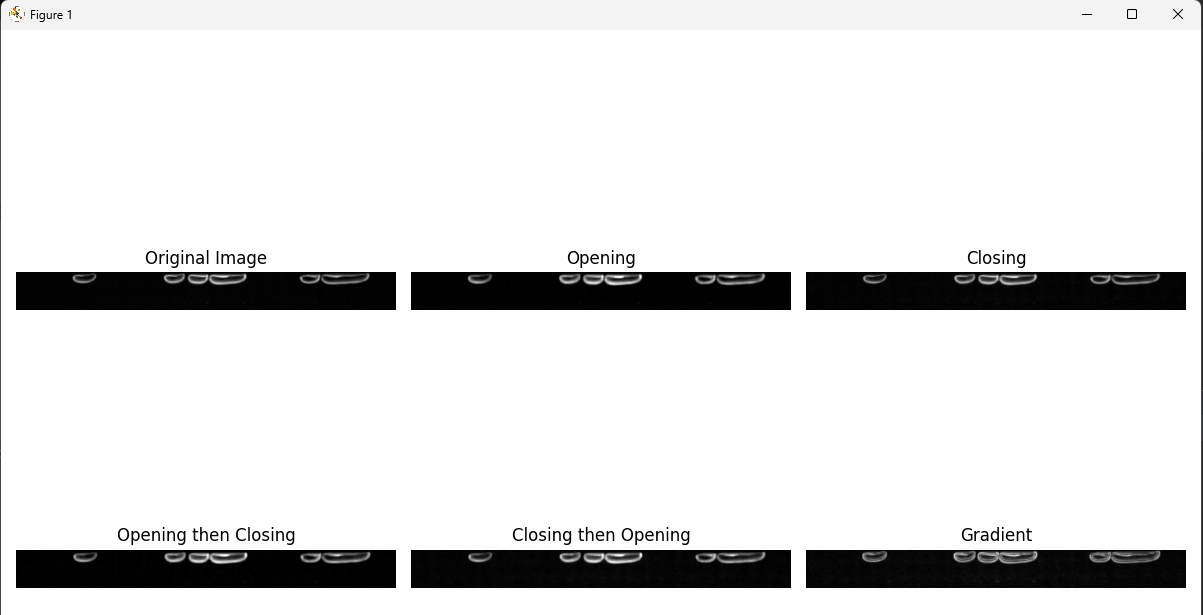 Figure 1
Original Image
Opening
Closing
Opening then Closing
Closing then Opening
Gradient